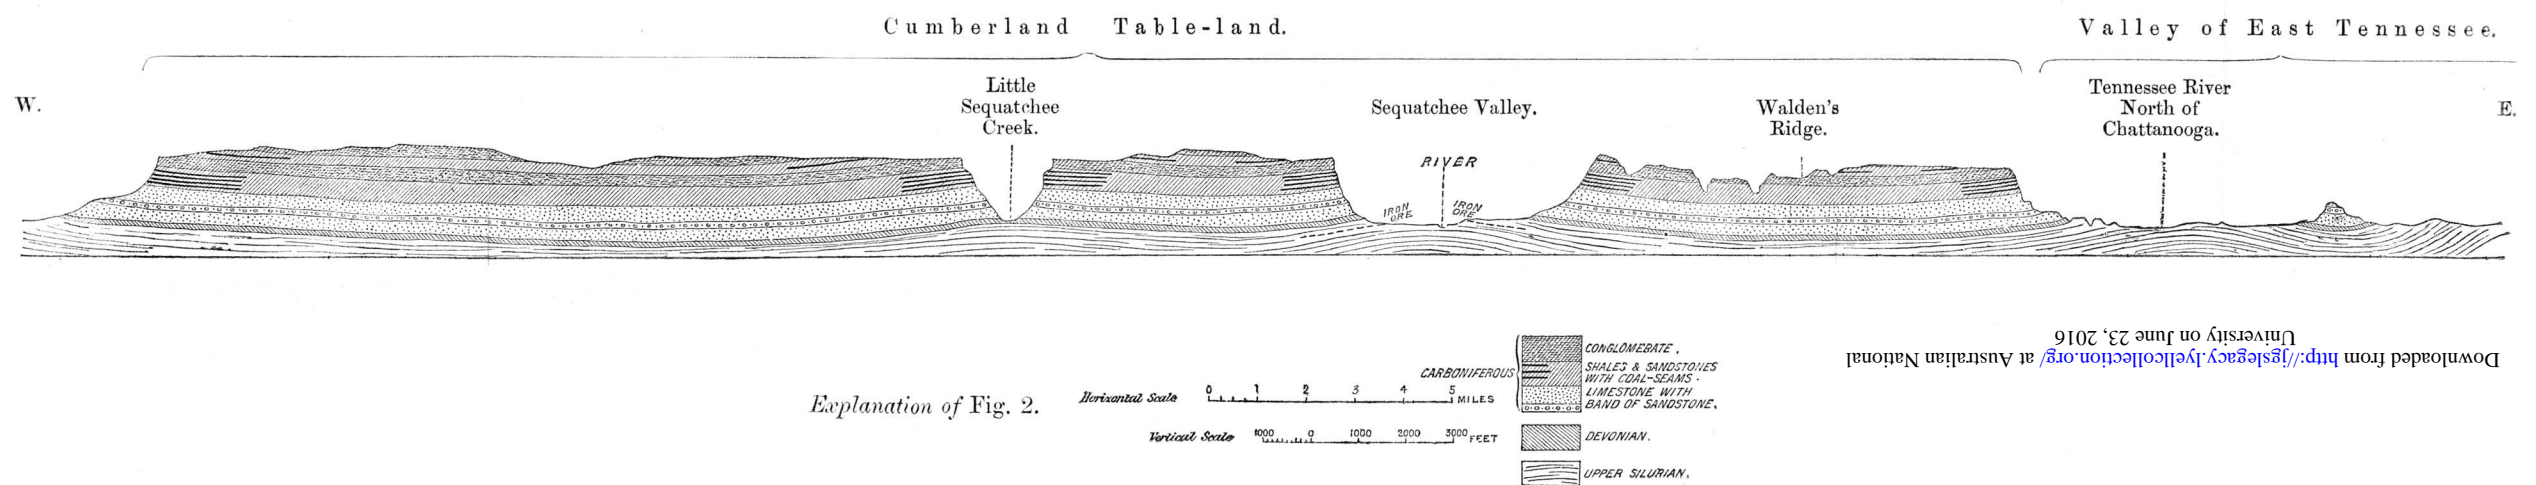 Cumberland Table-land.
Valley of East Tennessee.
W.
Little
Sequatchee
Creek.
Sequatchee Valley.
RIVER
IRON
ORE
IRON
ORE
Walden's
Ridge.
Tennessee River
North of
Chattanooga.
E.
Explanation of Fig. 2.
Horizontal Scale 0 1 2 3 4 5 MILES
Vertical Scale 1000 0 1000 2000 3000 FEET
CARBONIFEROUS
CONGLOMERATE.
SHALES & SANDSTONES
WITH COAL-SEAMS.
LIMESTONE WITH
BAND OF SANDSTONE.
DEVONIAN.
UPPER SILURIAN.
Downloaded from http://jgslegacy.lyellcollection.org/ at Australian National
University on June 23, 2016